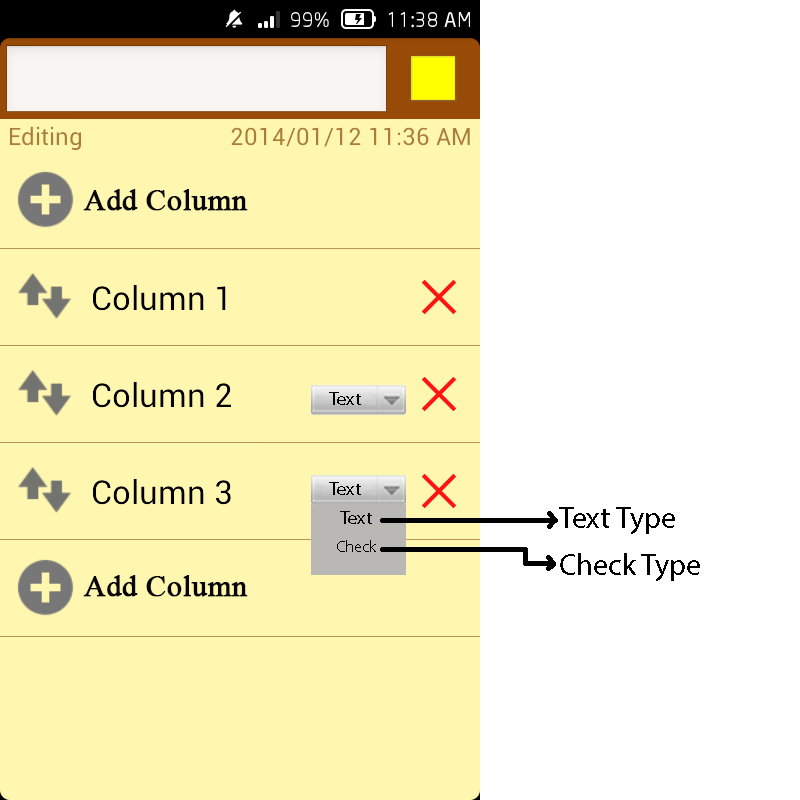 99% 11:38 AM
Editing 2014/01/12 11:36 AM
Add Column
Column 1
Column 2 Text
Column 3 Text
Text Text Type
Check Check Type
Add Column